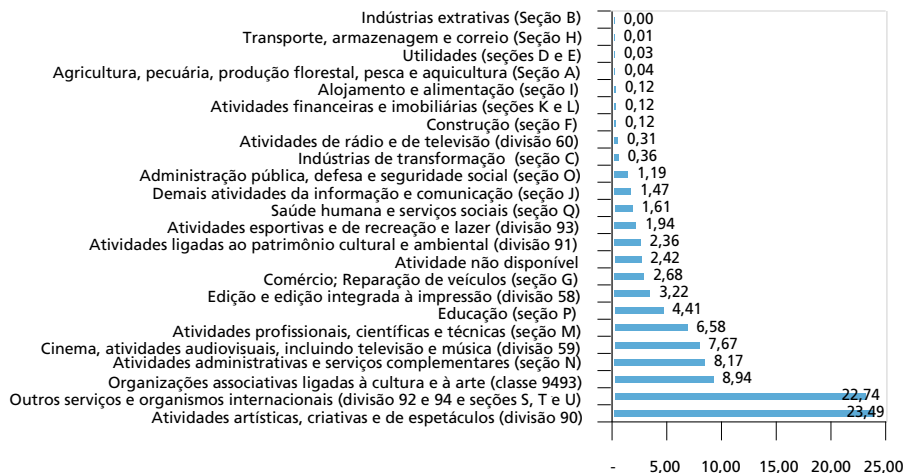 Indústrias extrativas (Seção B) 0,00
Transporte, armazenagem e correio (Seção H) 0,01
Utilidades (seções D e E) 0,03
Agricultura, pecuária, produção florestal, pesca e aquicultura (Seção A) 0,04
Alojamento e alimentação (seção I) 0,12
Atividades financeiras e imobiliárias (seções K e L) 0,12
Construção (seção F) 0,12
Atividades de rádio e de televisão (divisão 60) 0,31
Indústrias de transformação (seção C) 0,36
Administração pública, defesa e seguridade social (seção O) 1,19
Demais atividades da informação e comunicação (seção J) 1,47
Saúde humana e serviços sociais (seção Q) 1,61
Atividades esportivas e de recreação e lazer (divisão 93) 1,94
Atividades ligadas ao patrimônio cultural e ambiental (divisão 91) 2,36
Atividade não disponível 2,42
Comércio; Reparação de veículos (seção G) 2,68
Edição e edição integrada à impressão (divisão 58) 3,22
Educação (seção P) 4,41
Atividades profissionais, científicas e técnicas (seção M) 6,58
Cinema, atividades audiovisuais, incluindo televisão e música (divisão 59) 7,67
Atividades administrativas e serviços complementares (seção N) 8,17
Organizações associativas ligadas à cultura e à arte (classe 9493) 8,94
Outros serviços e organismos internacionais (divisão 92 e 94 e seções S, T e U) 22,74
Atividades artísticas, criativas e de espetáculos (divisão 90) 23,49
- 5,00 10,00 15,00 20,00 25,00